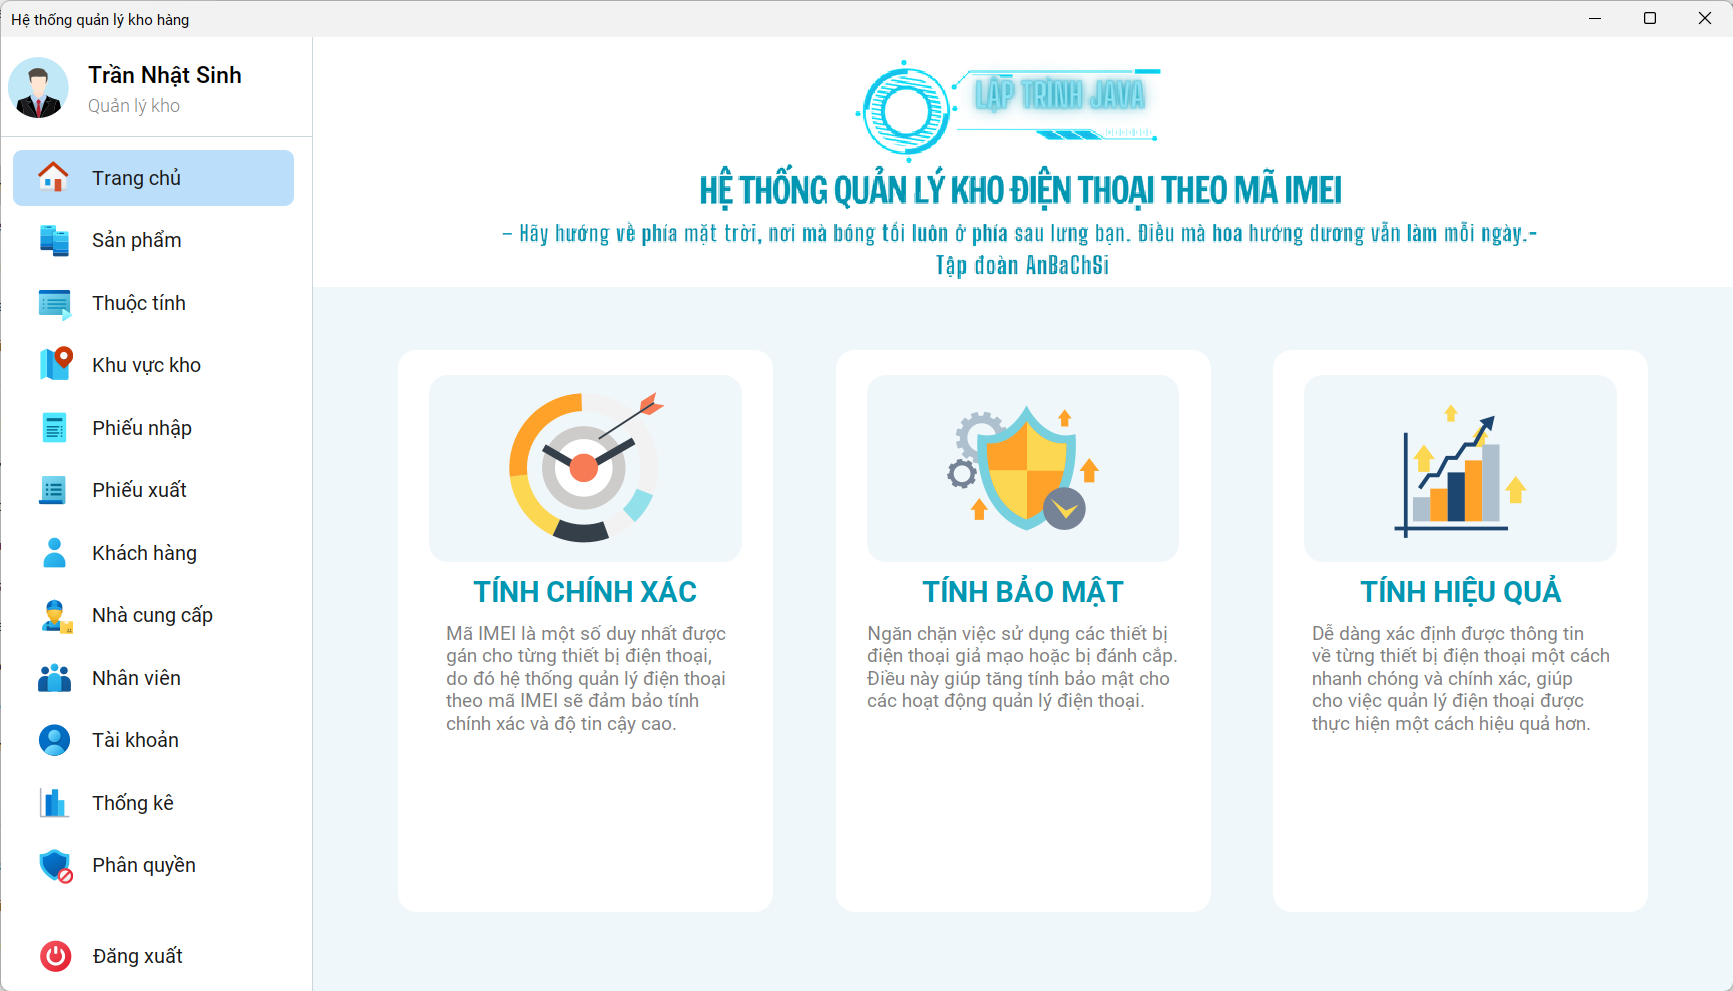 Hệ thống quản lý kho hàng
Trần Nhật Sinh
Quản lý kho
Trang chủ
Sản phẩm
Thuộc tính
Khu vực kho
Phiếu nhập
Phiếu xuất
Khách hàng
Nhà cung cấp
Nhân viên
Tài khoản
Thống kê
Phân quyền
Đăng xuất
LẬP TRÌNH JAVA
HỆ THỐNG QUẢN LÝ KHO ĐIỆN THOẠI THEO MÃ IMEI
– Hãy hướng về phía mặt trời, nơi mà bóng tối luôn ở phía sau lưng bạn. Điều mà hoa hướng dương vẫn làm mỗi ngày.-
Tập đoàn AnBaChSi
TÍNH CHÍNH XÁC
Mã IMEI là một số duy nhất được
gán cho từng thiết bị điện thoại,
do đó hệ thống quản lý điện thoại
theo mã IMEI sẽ đảm bảo tính
chính xác và độ tin cậy cao.
TÍNH BẢO MẬT
Ngăn chặn việc sử dụng các thiết bị
điện thoại giả mạo hoặc bị đánh cắp.
Điều này giúp tăng tính bảo mật cho
các hoạt động quản lý điện thoại.
TÍNH HIỆU QUẢ
Dễ dàng xác định được thông tin
về từng thiết bị điện thoại một cách
nhanh chóng và chính xác, giúp
cho việc quản lý điện thoại được
thực hiện một cách hiệu quả hơn.